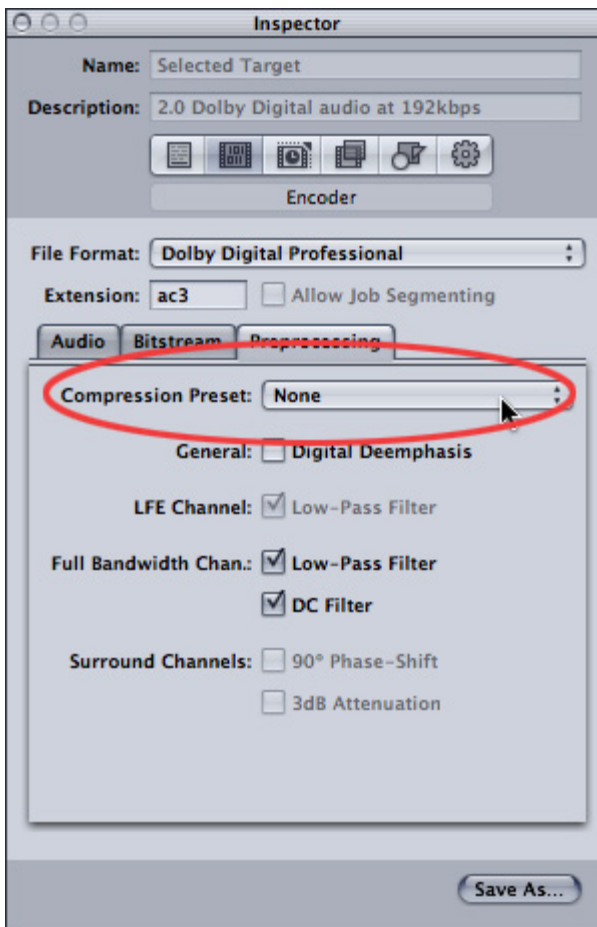 Inspector
Name: Selected Target
Description: 2.0 Dolby Digital audio at 192kbps
Encoder
File Format: Dolby Digital Professional
Extension: ac3 Allow Job Segmenting
Audio Bitstream Preprocessing
Compression Preset: None
General: Digital Deemphasis
LFE Channel: Low-Pass Filter
Full Bandwidth Chan.: Low-Pass Filter
DC Filter
Surround Channels: 90° Phase-Shift
3dB Attenuation
Save As...